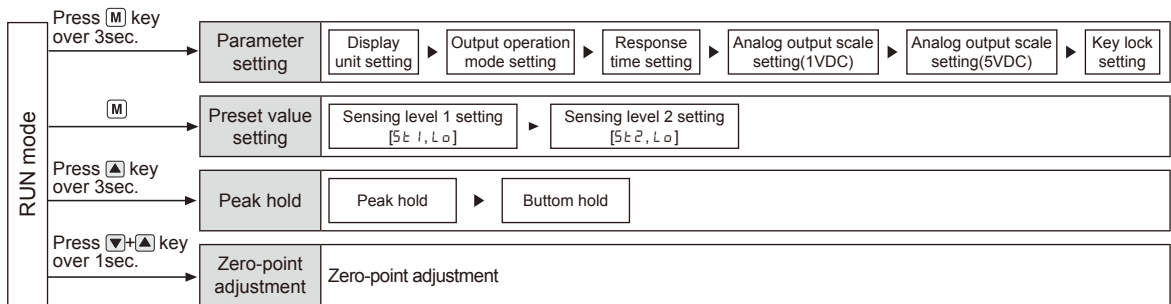 RUN mode
Press M key
over 3sec.
Parameter
setting
Display
unit setting
Output operation
mode setting
Response
time setting
Analog output scale
setting(1VDC)
Analog output scale
setting(5VDC)
Key lock
setting
M
Preset value
setting
Sensing level 1 setting
[St1, Lo]
Sensing level 2 setting
[St2, Lo]
Press ▲ key
over 3sec.
Peak hold
Peak hold
Buttom hold
Press ▼+▲ key
over 1sec.
Zero-point
adjustment
Zero-point adjustment